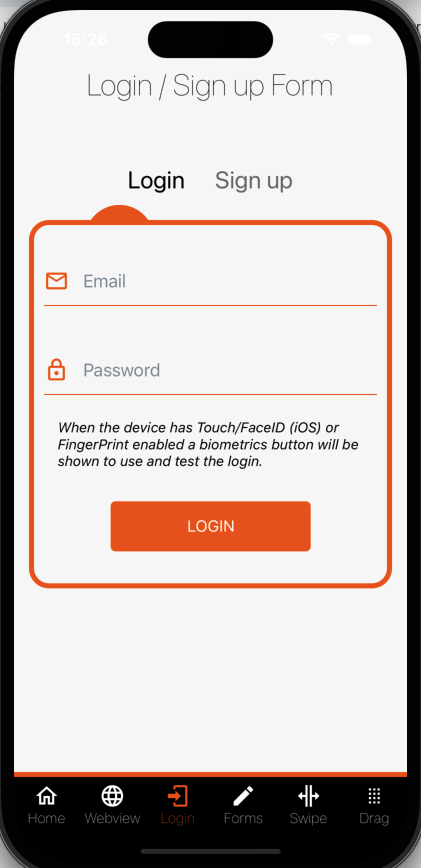 15:26
Login / Sign up Form
Login Sign up
Email
Password
When the device has Touch/FaceID (iOS) or
FingerPrint enabled a biometrics button will be
shown to use and test the login.
LOGIN
Home Webview Login Forms Swipe Drag